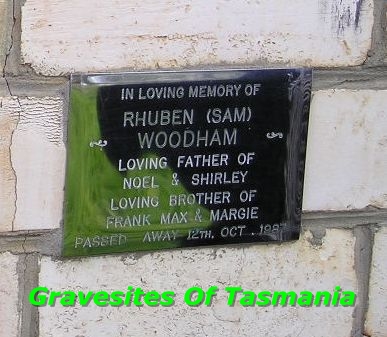 IN LOVING MEMORY OF
RHUBEN (SAM)
WOODHAM
LOVING FATHER OF
NOEL & SHIRLEY
LOVING BROTHER OF
FRANK MAX & MARGIE
PASSED AWAY 12TH. OCT. 1987
Gravesites Of Tasmania